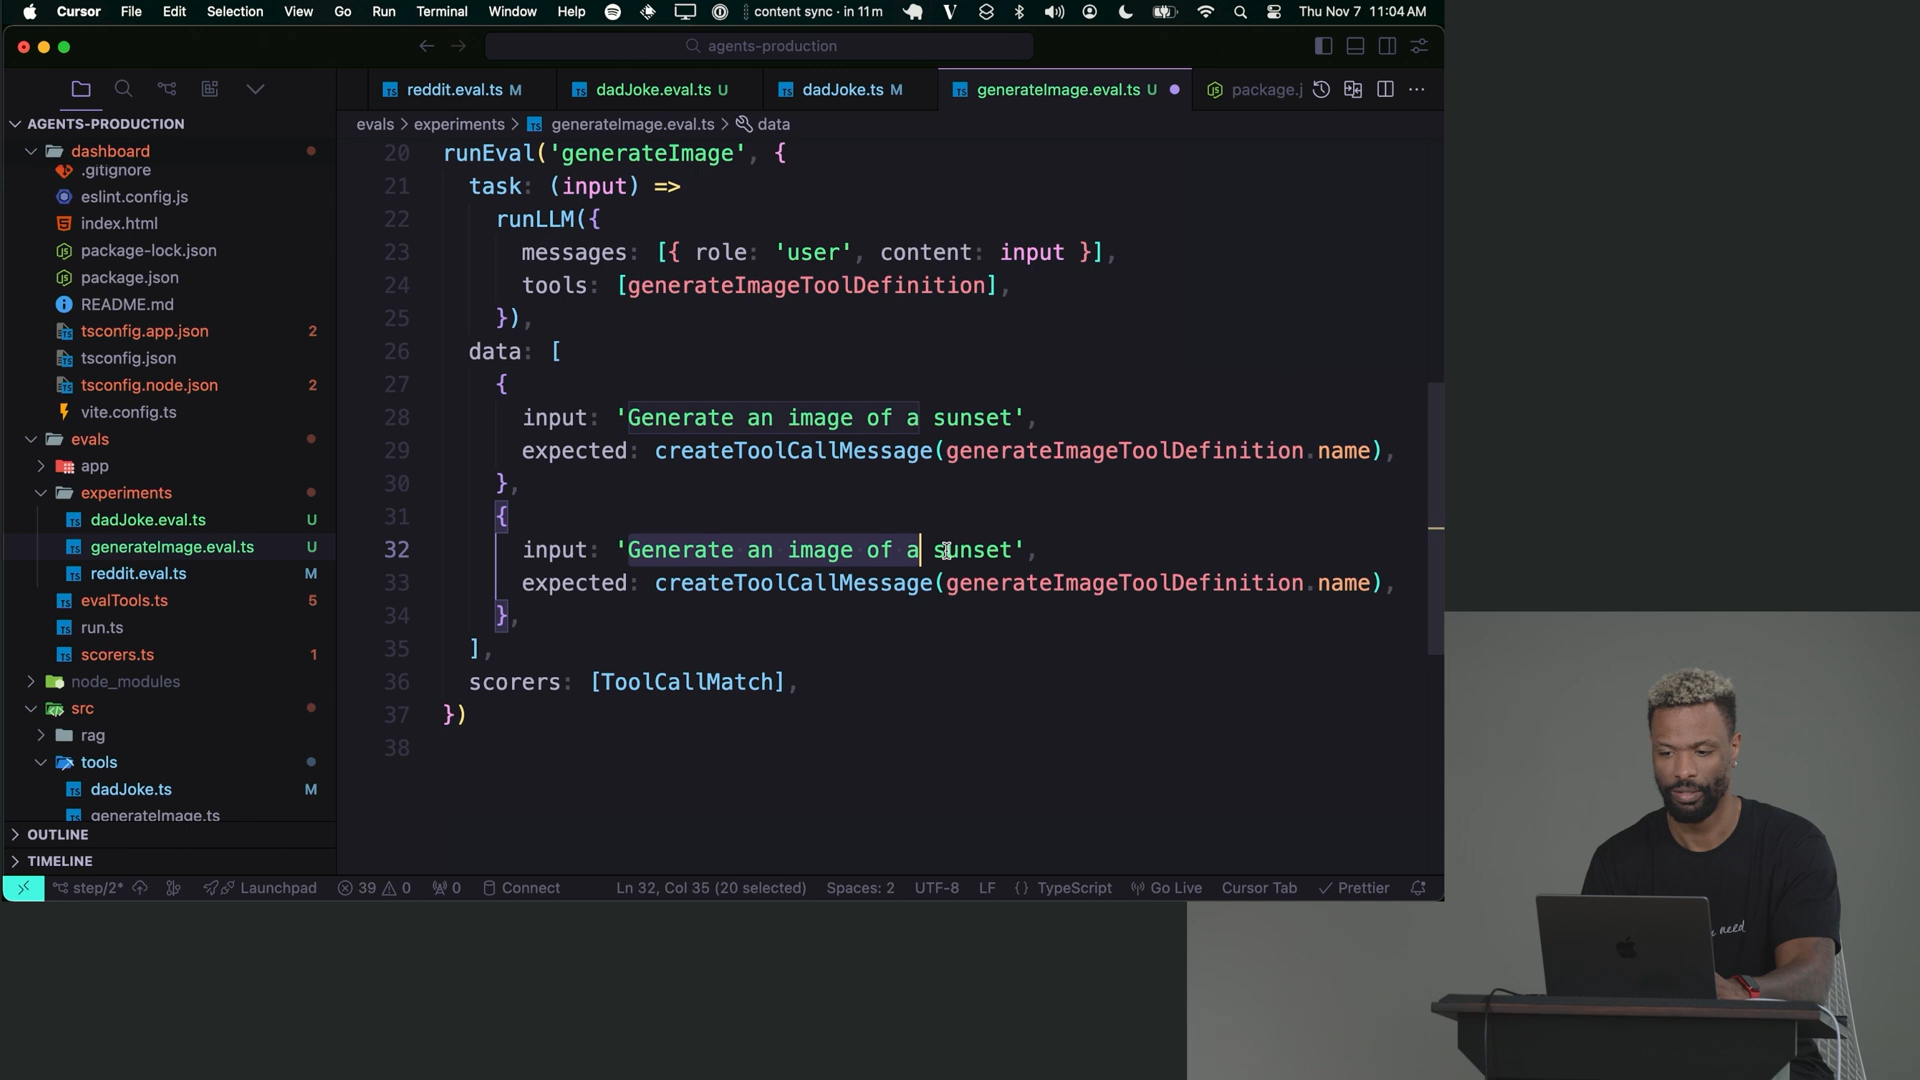 Cursor File Edit Selection View Go Run Terminal Window Help content sync · in 11m Thu Nov 7 11:04 AM
agents-production
reddit.eval.ts M dadJoke.eval.ts U dadJoke.ts M generateImage.eval.ts U package.j
AGENTS-PRODUCTION
evals > experiments > generateImage.eval.ts > data
dashboard
.gitignore
eslint.config.js
index.html
package-lock.json
package.json
README.md
tsconfig.app.json 2
tsconfig.json
tsconfig.node.json 2
vite.config.ts
evals
app
experiments
dadJoke.eval.ts U
generateImage.eval.ts U
reddit.eval.ts M
evalTools.ts 5
run.ts
scorers.ts 1
node_modules
src
rag
tools
dadJoke.ts M
generateImage.ts
OUTLINE
TIMELINE
20 runEval('generateImage', {
21 task: (input) =>
22 runLLM({
23 messages: [{ role: 'user', content: input }],
24 tools: [generateImageToolDefinition],
25 }),
26 data: [
27 {
28 input: 'Generate an image of a sunset',
29 expected: createToolCallMessage(generateImageToolDefinition.name),
30 },
31 {
32 input: 'Generate an image of a sunset',
33 expected: createToolCallMessage(generateImageToolDefinition.name),
34 },
35 ],
36 scorers: [ToolCallMatch],
37 })
38
step/2* Launchpad 39 0 0 Connect Ln 32, Col 35 (20 selected) Spaces: 2 UTF-8 LF {} TypeScript Go Live Cursor Tab Prettier
need